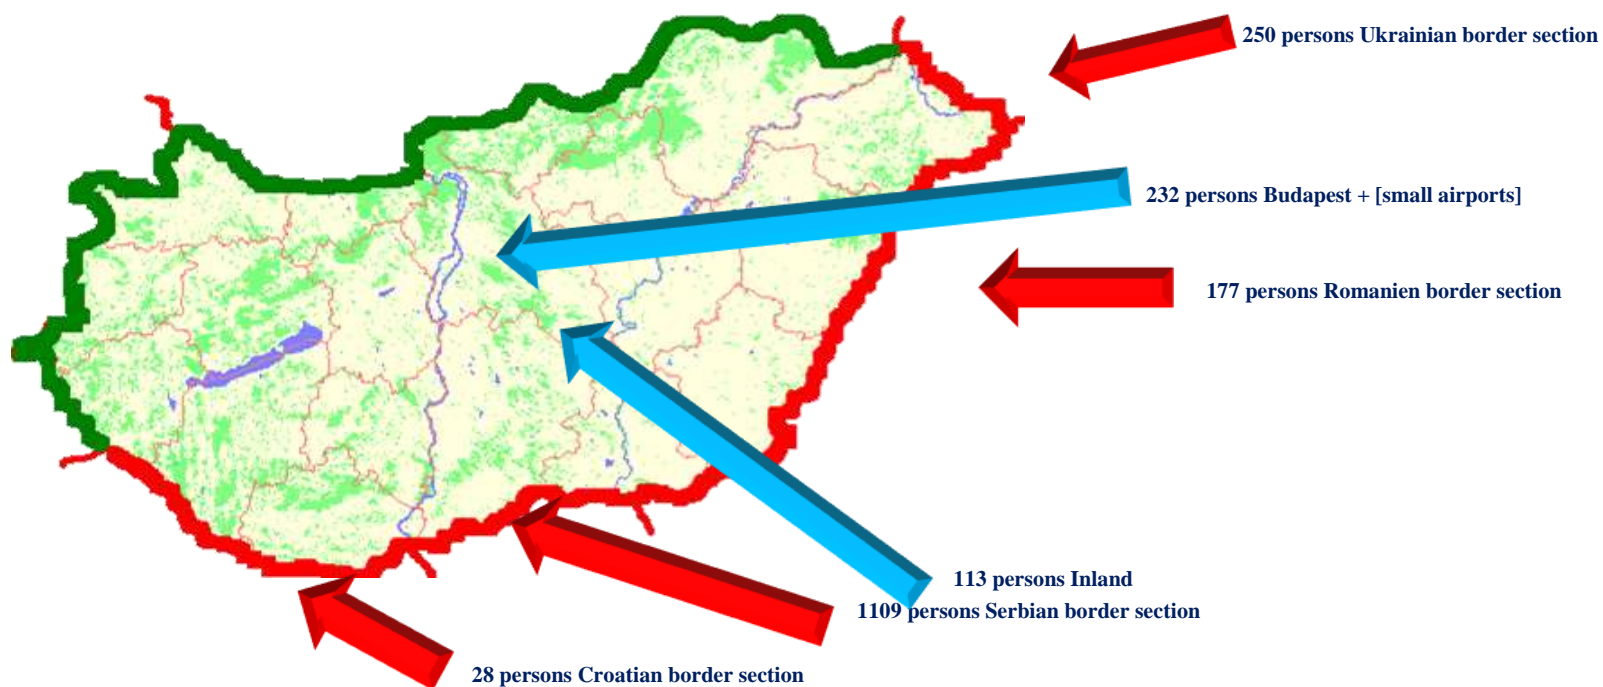 250 persons Ukrainian border section
232 persons Budapest + [small airports]
177 persons Romanien border section
113 persons Inland
1109 persons Serbian border section
28 persons Croatian border section